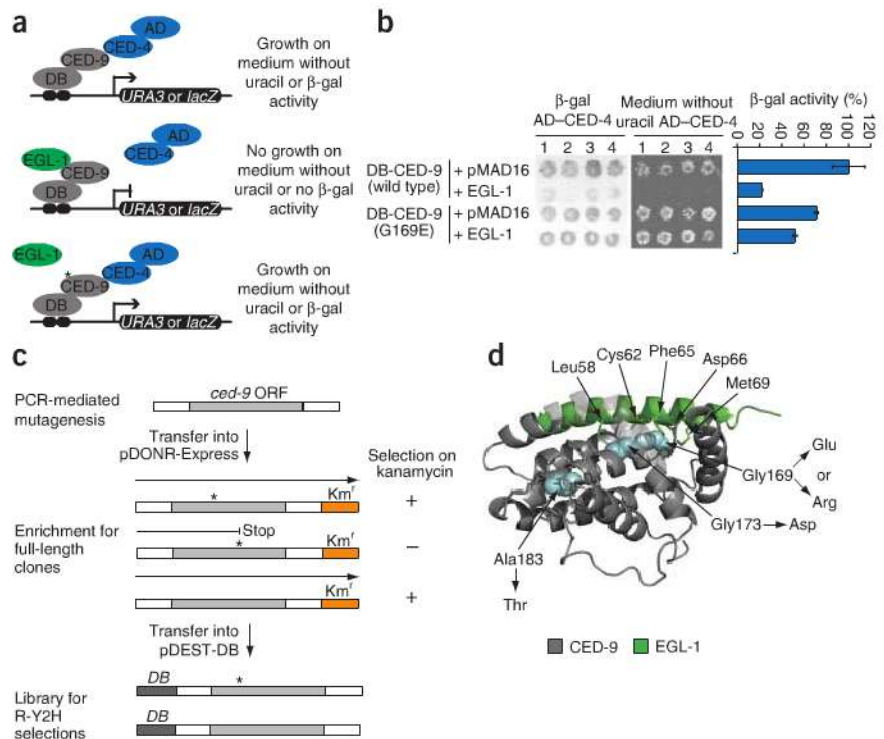 a
AD
CED-4
CED-9
DB
URA3 or lacZ
Growth on
medium without
uracil or β-gal
activity
EGL-1
CED-9
DB
AD
CED-4
URA3 or lacZ
No growth on
medium without
uracil or no β-gal
activity
EGL-1
*
CED-9
DB
AD
CED-4
URA3 or lacZ
Growth on
medium without
uracil or β-gal
activity
b
β-gal
AD–CED-4
Medium without
uracil AD–CED-4
β-gal activity (%)
0 20 40 60 80 100 120
1 2 3 4
1 2 3 4
DB-CED-9
(wild type)
+ pMAD16
+ EGL-1
DB-CED-9
(G169E)
+ pMAD16
+ EGL-1
c
PCR-mediated
mutagenesis
ced-9 ORF
Transfer into
pDONR-Express
Selection on
kanamycin
Enrichment for
full-length
clones
*
Kmr
+
Stop
*
Kmr
–
Kmr
+
Transfer into
pDEST-DB
Library for
R-Y2H
selections
DB
*
DB
d
Leu58
Cys62
Phe65
Asp66
Met69
Gly169
Glu
or
Arg
Gly173
Asp
Ala183
Thr
CED-9
EGL-1